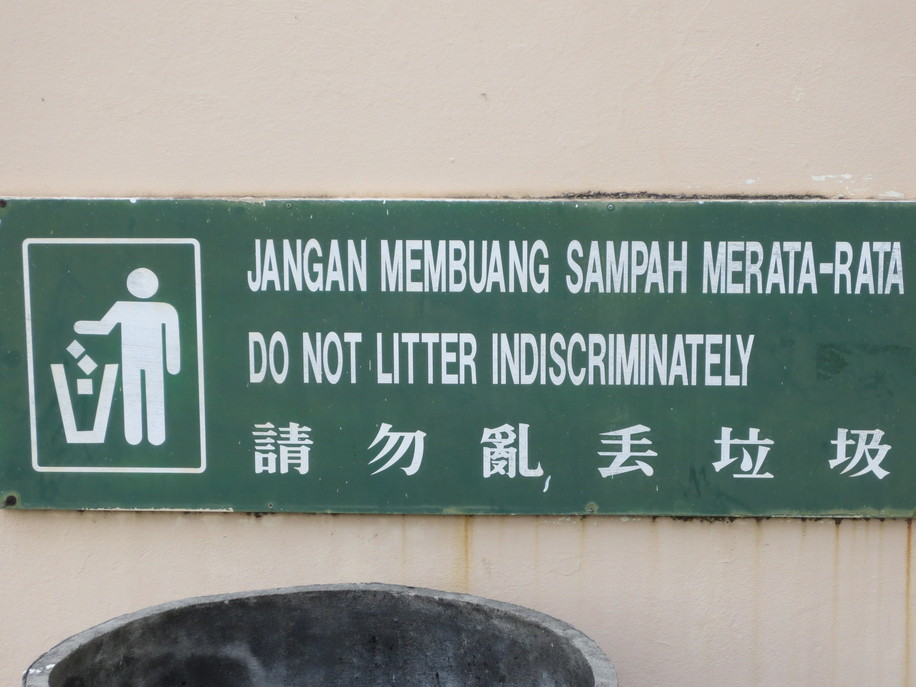 JANGAN MEMBUANG SAMPAH MERATA-RATA
DO NOT LITTER INDISCRIMINATELY
請勿亂丟垃圾